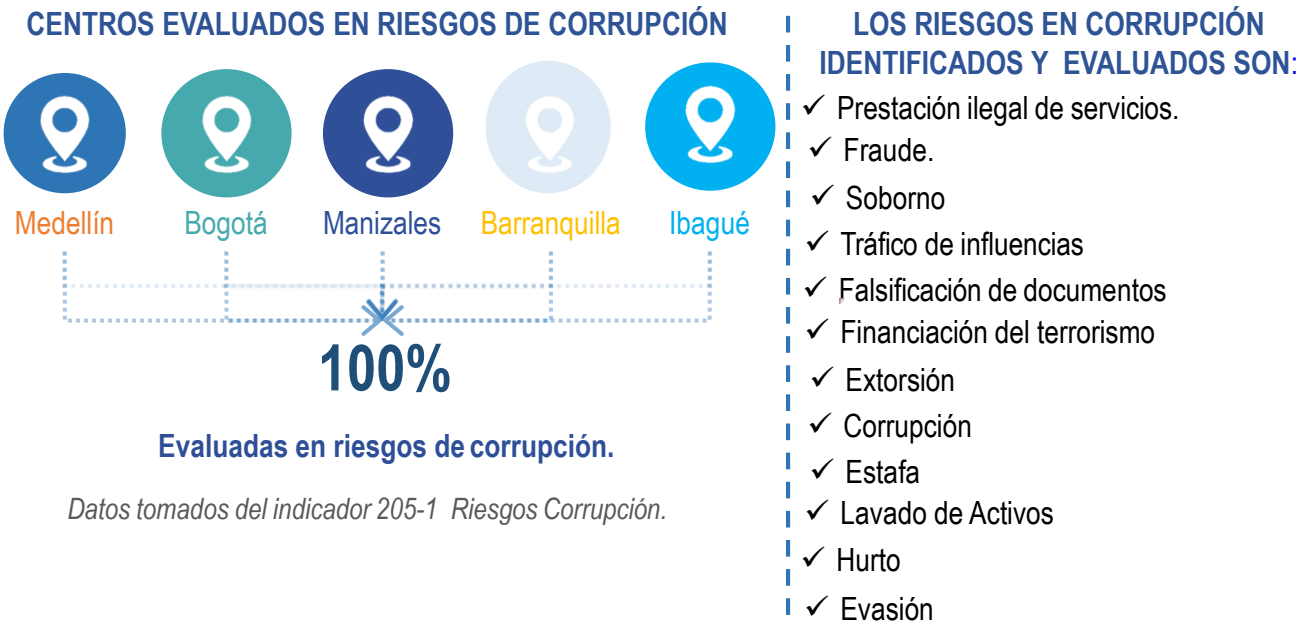 CENTROS EVALUADOS EN RIESGOS DE CORRUPCIÓN
Medellín
Bogotá
Manizales
Barranquilla
Ibagué
100%
Evaluadas en riesgos de corrupción.
Datos tomados del indicador 205-1 Riesgos Corrupción.
LOS RIESGOS EN CORRUPCIÓN
IDENTIFICADOS Y EVALUADOS SON:
✓ Prestación ilegal de servicios.
✓ Fraude.
✓ Soborno
✓ Tráfico de influencias
✓ Falsificación de documentos
✓ Financiación del terrorismo
✓ Extorsión
✓ Corrupción
✓ Estafa
✓ Lavado de Activos
✓ Hurto
✓ Evasión